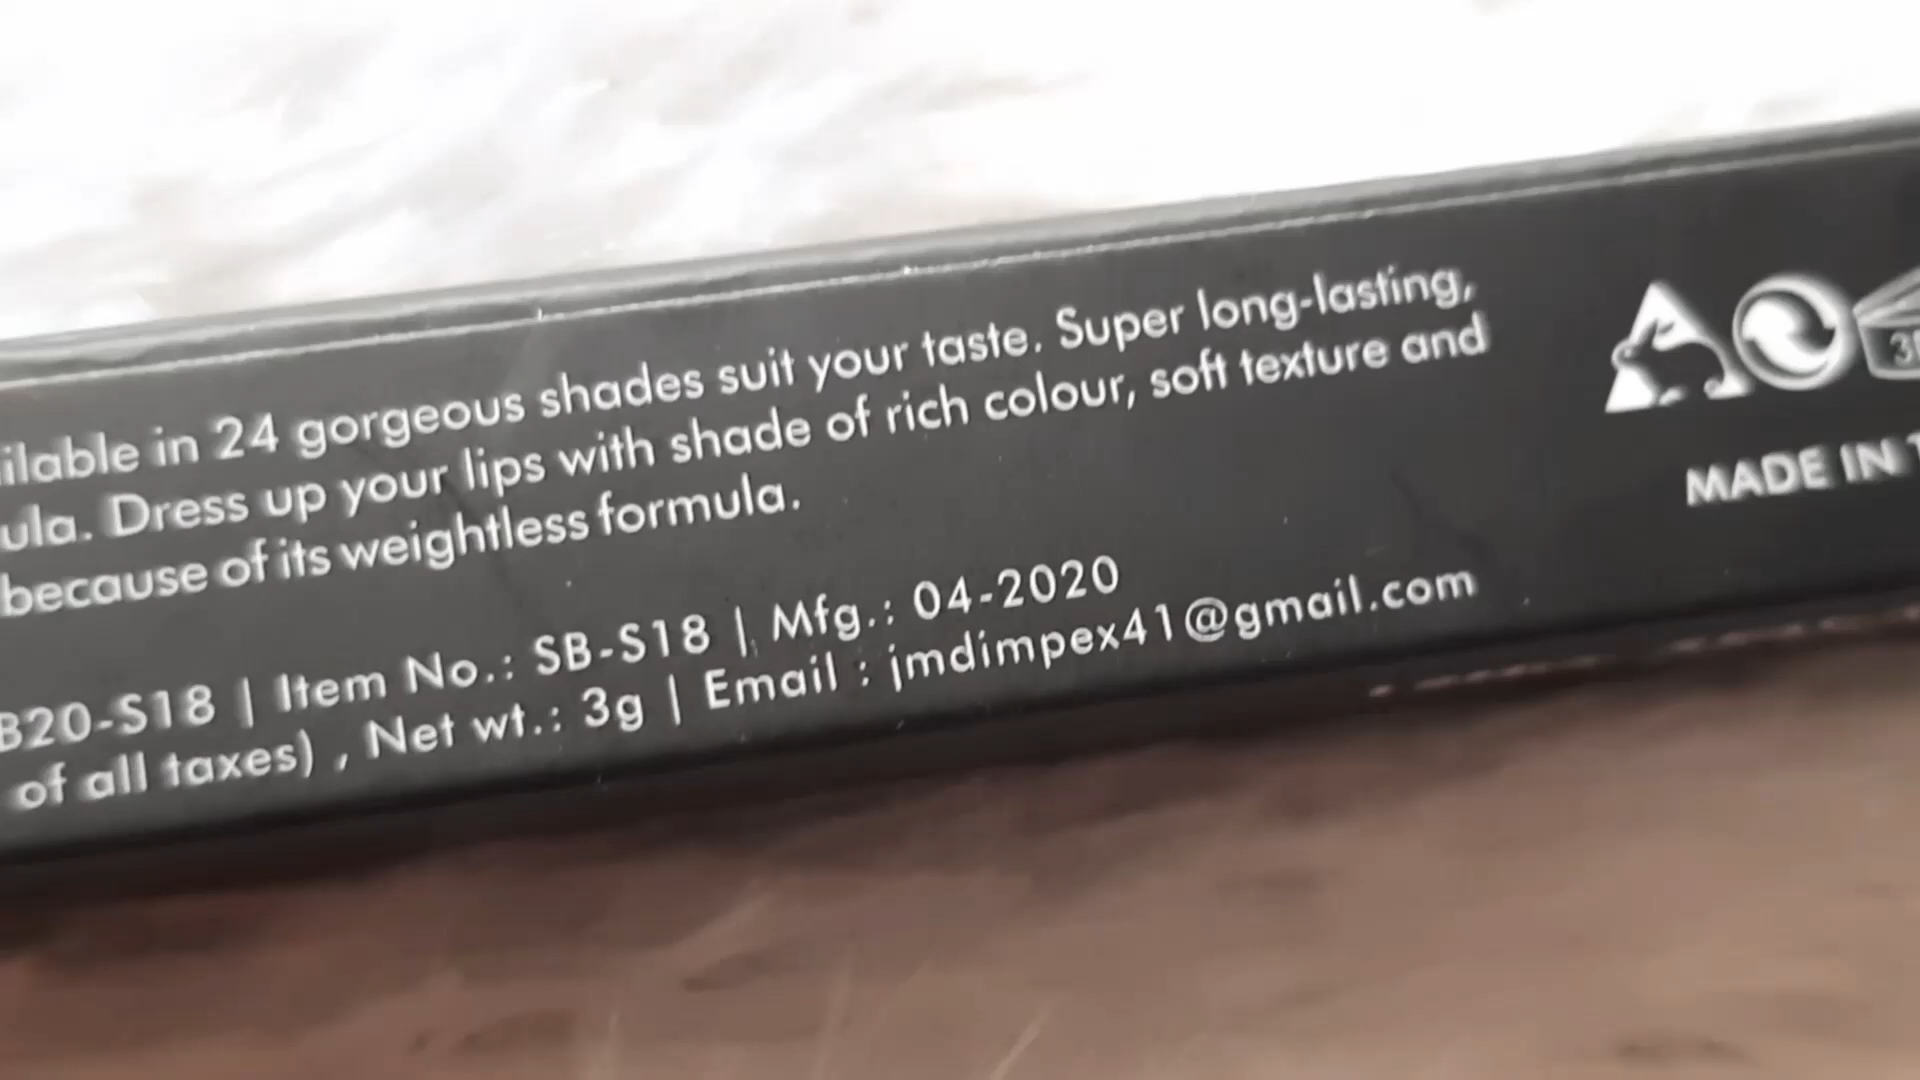 in 24 gorgeous shades suit your taste. Super long-lasting,
Dress up your lips with shade of rich colour, soft texture and
because of its weightless formula.
B20-S18 | Item No.: SB-S18 | Mfg.: 04-2020
of all taxes) , Net wt.: 3g | Email : jmdimpex41@gmail.com
MADE IN